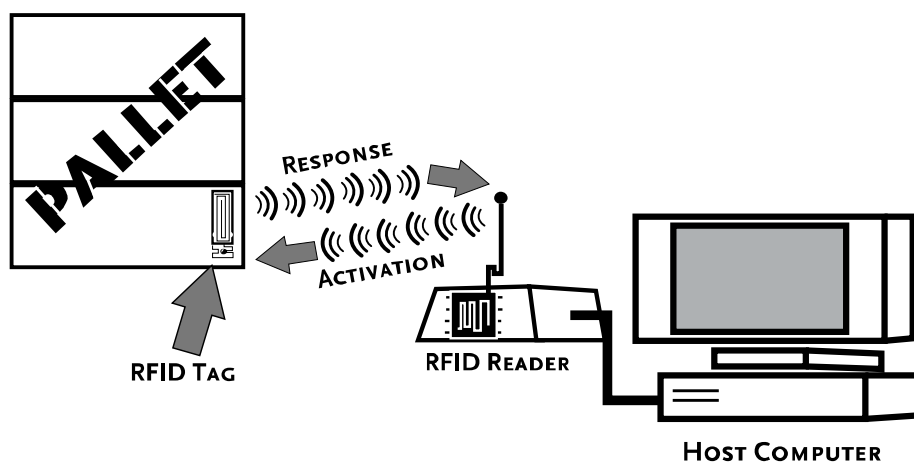 PALLET
RESPONSE
ACTIVATION
RFID TAG
RFID READER
HOST COMPUTER